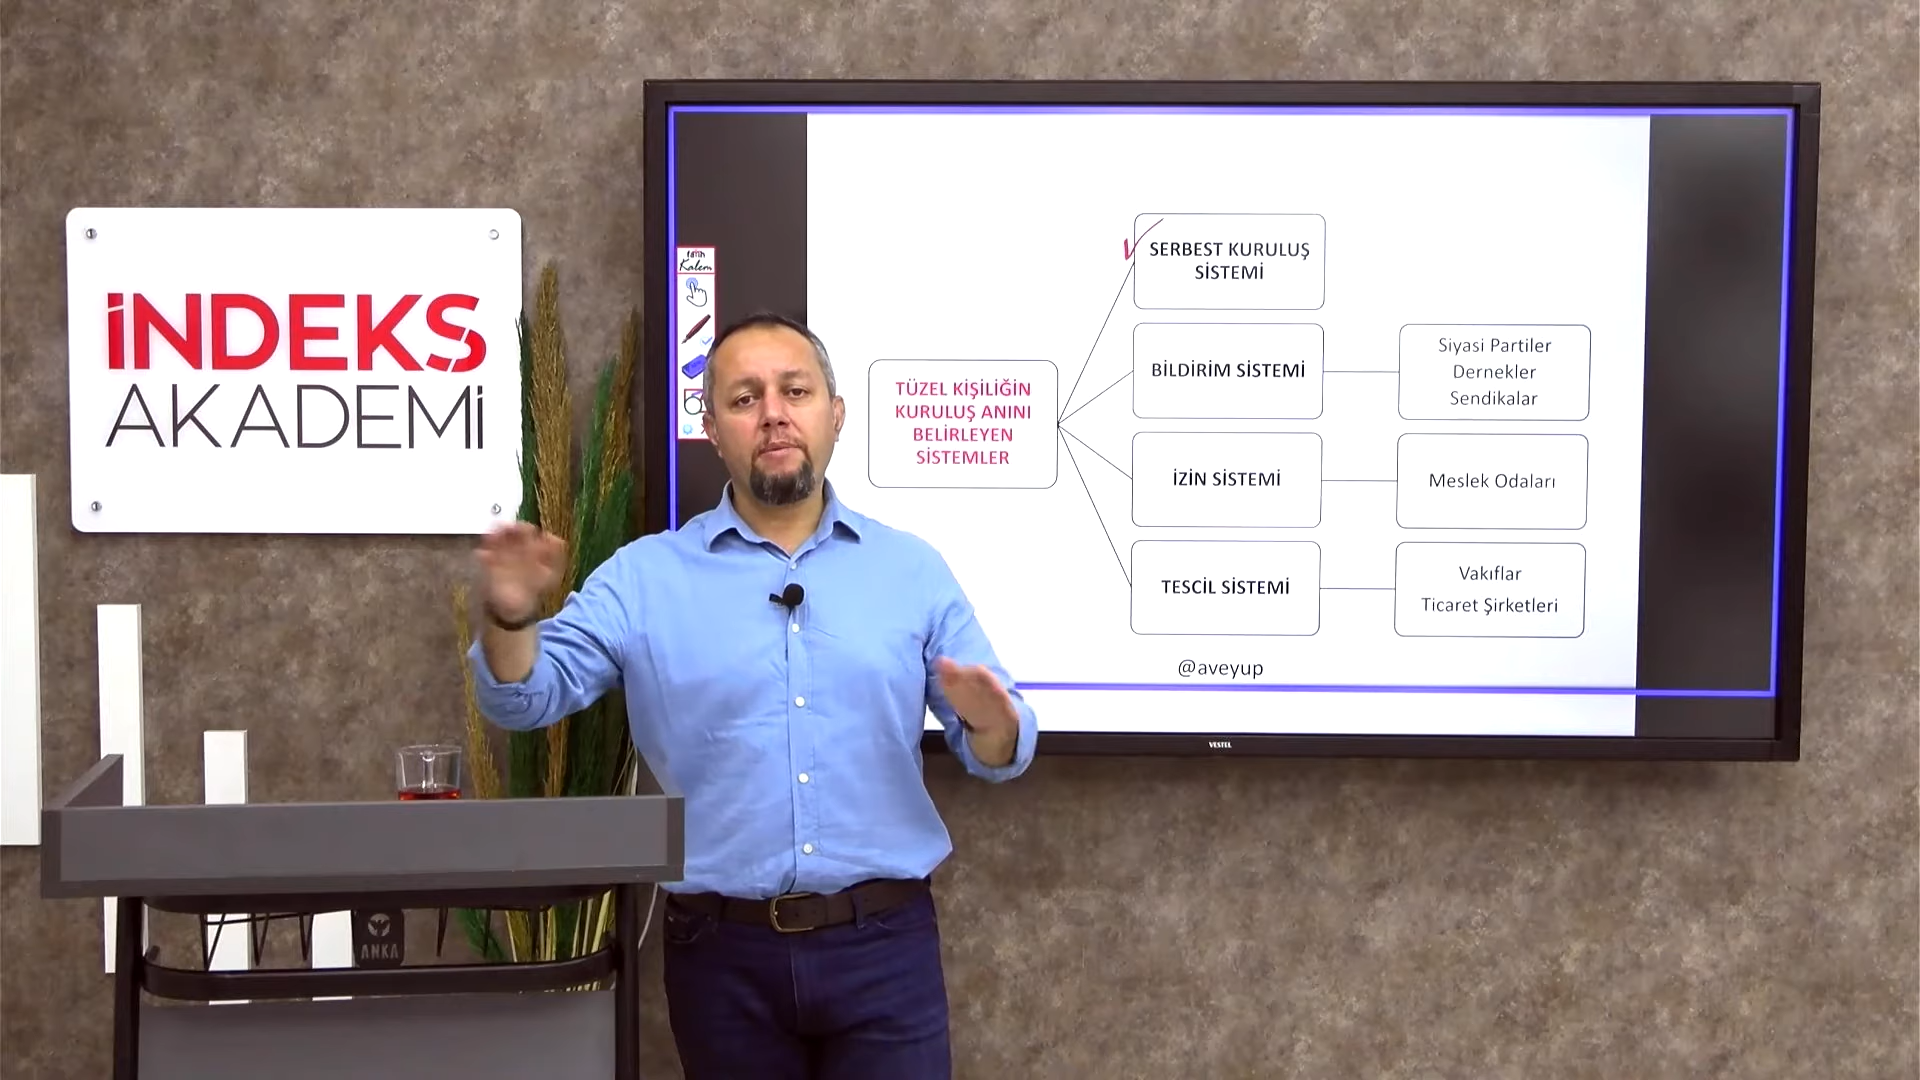 İNDEKS
AKADEMİ
fatih
Kalem
TÜZEL KİŞİLİĞİN
KURULUŞ ANINI
BELİRLEYEN
SİSTEMLER
SERBEST KURULUŞ
SİSTEMİ
BİLDİRİM SİSTEMİ
Siyasi Partiler
Dernekler
Sendikalar
İZİN SİSTEMİ
Meslek Odaları
TESCİL SİSTEMİ
Vakıflar
Ticaret Şirketleri
@aveyup
VESTEL
ANKA